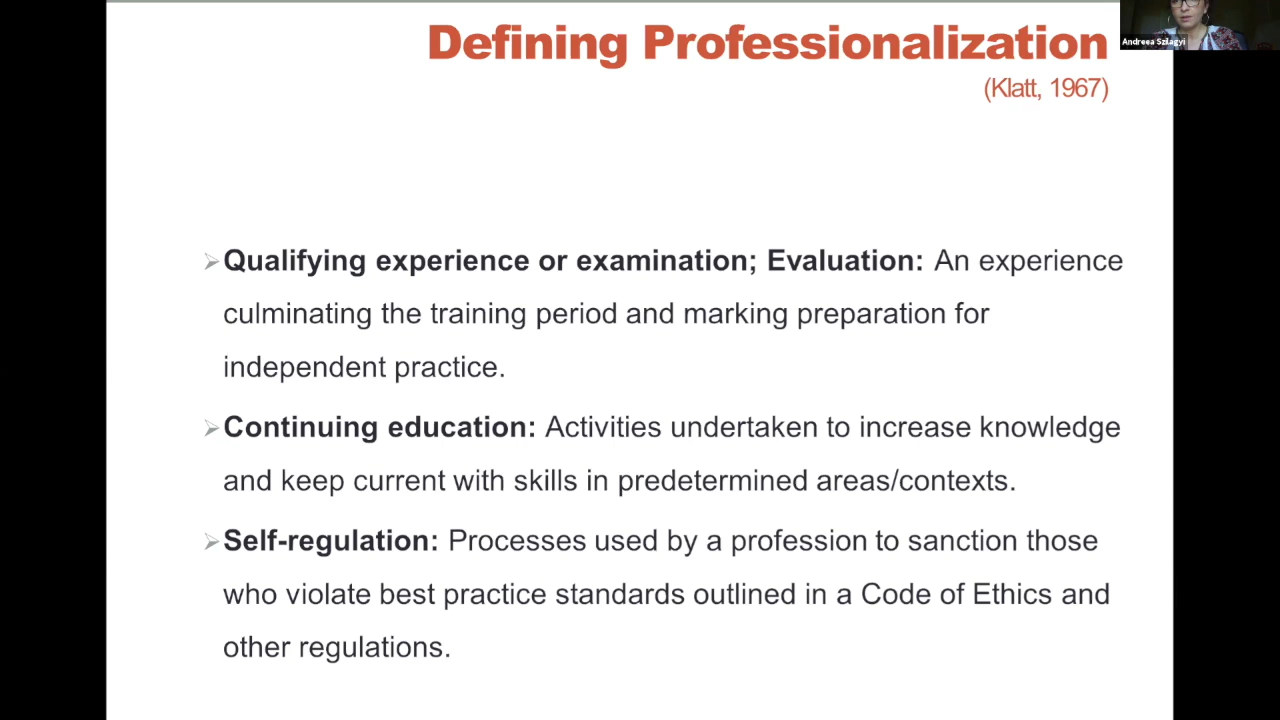 Defining Professionalization
(Klatt, 1967)
Andreea Szilagyi
Qualifying experience or examination; Evaluation: An experience
culminating the training period and marking preparation for
independent practice.
Continuing education: Activities undertaken to increase knowledge
and keep current with skills in predetermined areas/contexts.
Self-regulation: Processes used by a profession to sanction those
who violate best practice standards outlined in a Code of Ethics and
other regulations.